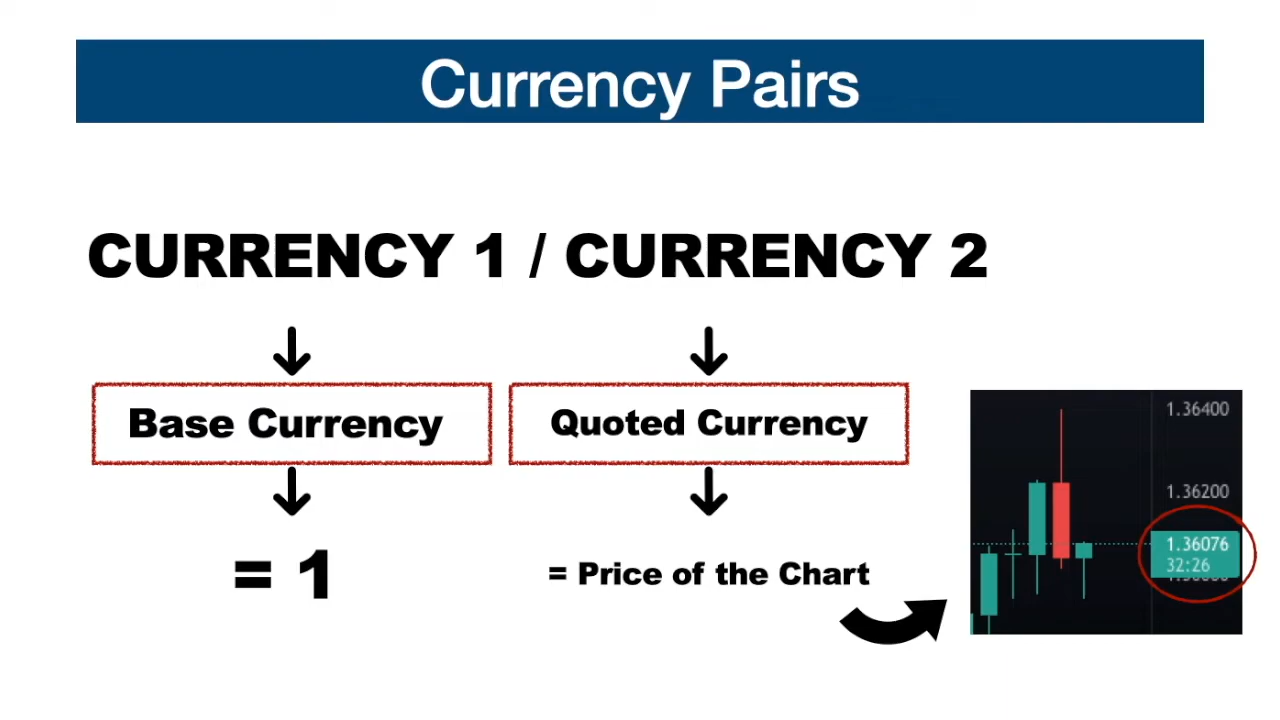 Currency Pairs
CURRENCY 1 / CURRENCY 2
Base Currency
Quoted Currency
= 1
= Price of the Chart
1.36400
1.36200
1.36076
32:26